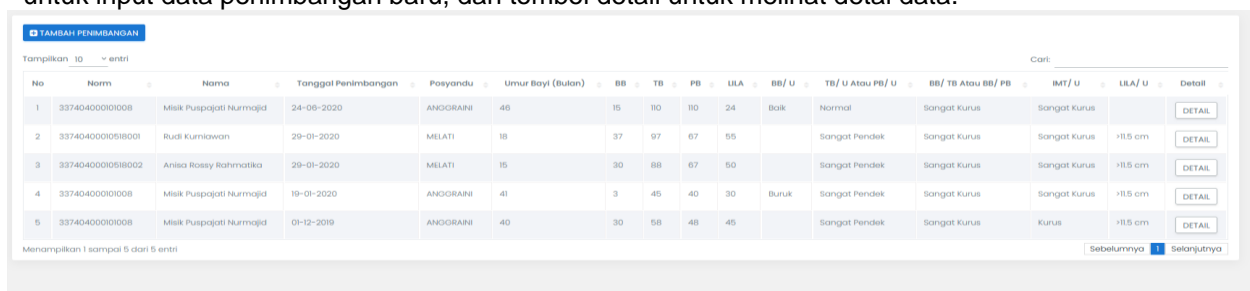 untuk input data penimbangan baru, dan tombol detail untuk melihat detai data.
TAMBAH PENIMBANGAN
Tampilkan 10 entri
Cari:
No Norm Nama Tanggal Penimbangan Posyandu Umur Bayi (Bulan) BB TB PB LILA BB/ U TB/ U Atau PB/ U BB/ TB Atau BB/ PB IMT/ U LILA/ U Detail
1 337404000101008 Misik Puspajati Nurmajid 24-06-2020 ANGGRAINI 46 15 110 110 24 Baik Normal Sangat Kurus Sangat Kurus DETAIL
2 33740400010518001 Rudi Kurniawan 29-01-2020 MELATI 18 37 97 67 55 Sangat Pendek Sangat Kurus Sangat Kurus >11.5 cm DETAIL
3 33740400010518002 Anisa Rossy Rahmatika 29-01-2020 MELATI 15 30 88 67 50 Sangat Pendek Sangat Kurus Sangat Kurus >11.5 cm DETAIL
4 337404000101008 Misik Puspajati Nurmajid 19-01-2020 ANGGRAINI 41 3 45 40 30 Buruk Sangat Pendek Sangat Kurus Sangat Kurus >11.5 cm DETAIL
5 337404000101008 Misik Puspajati Nurmajid 01-12-2019 ANGGRAINI 40 30 58 48 45 Sangat Pendek Sangat Kurus Kurus >11.5 cm DETAIL
Menampilkan 1 sampai 5 dari 5 entri
Sebelumnya 1 Selanjutnya